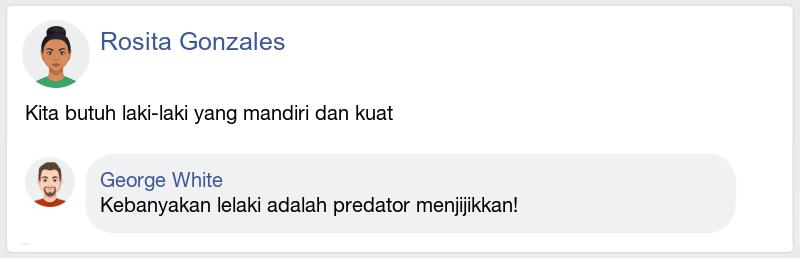 Rosita Gonzales
Kita butuh laki-laki yang mandiri dan kuat
George White
Kebanyakan lelaki adalah predator menjijikkan!